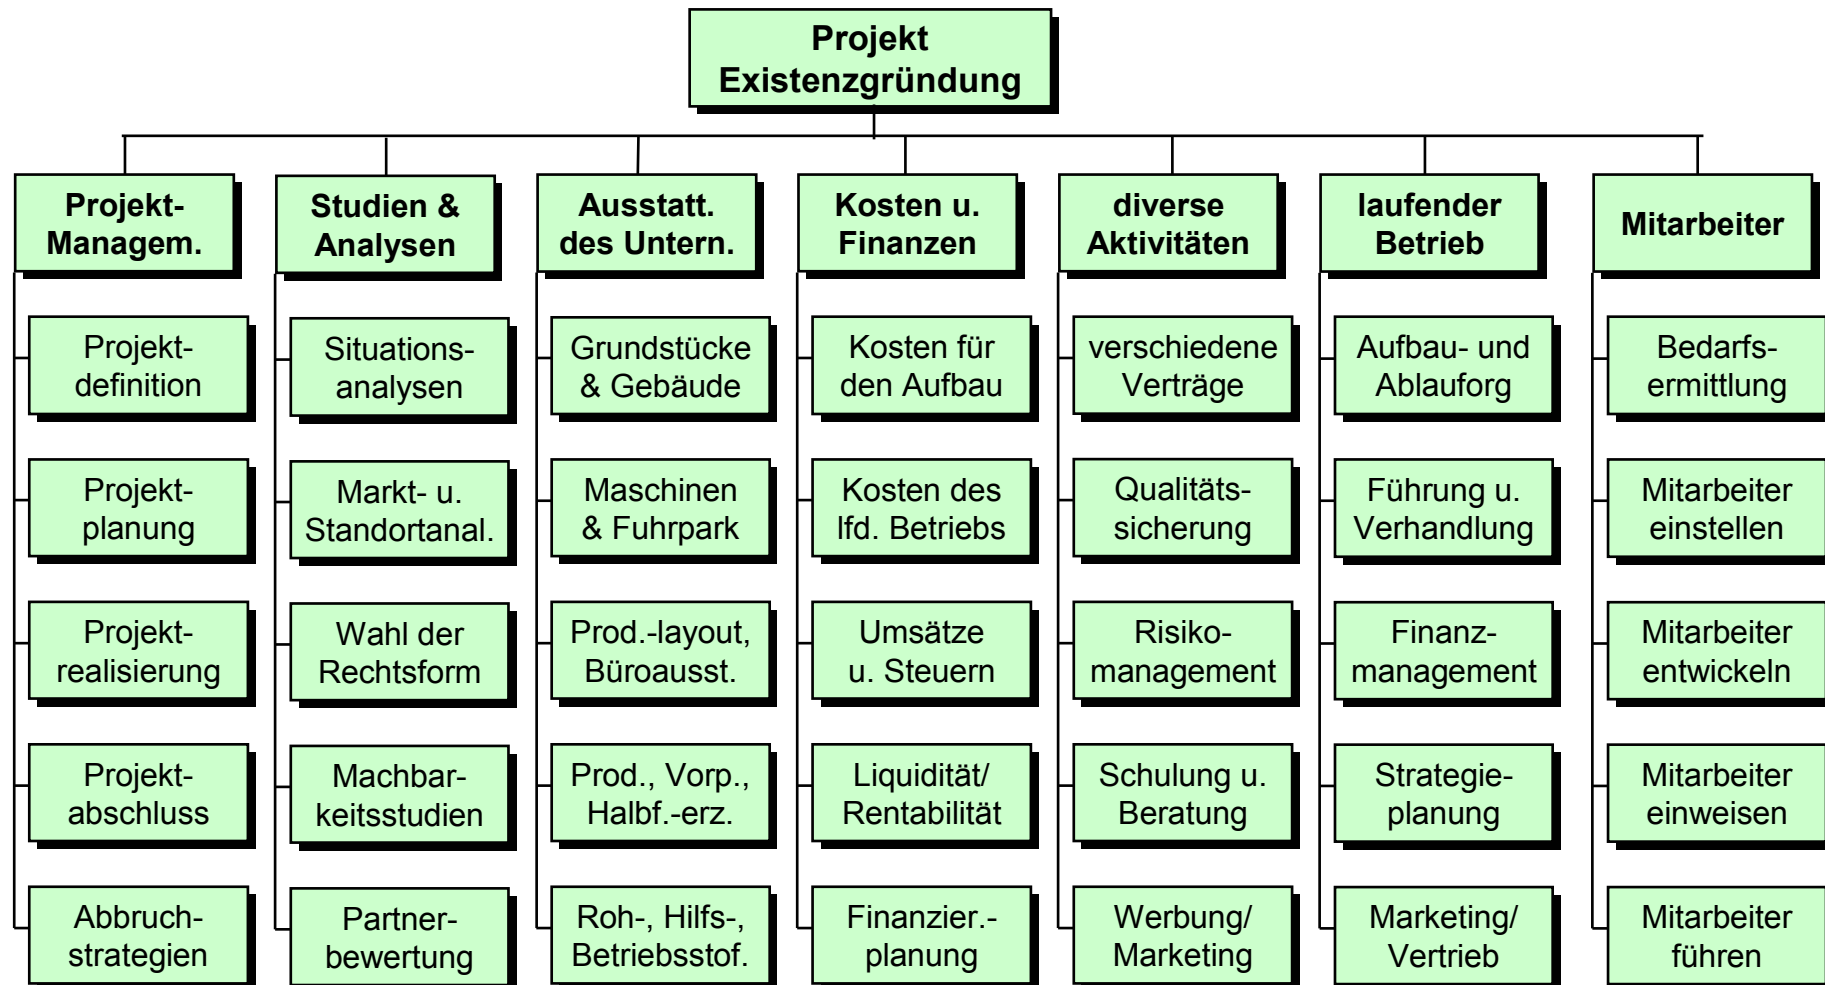 Projekt
Existenzgründung
Projekt-
Managem.
Studien &
Analysen
Ausstatt.
des Untern.
Kosten u.
Finanzen
diverse
Aktivitäten
laufender
Betrieb
Mitarbeiter
Projekt-
definition
Situations-
analysen
Grundstücke
& Gebäude
Kosten für
den Aufbau
verschiedene
Verträge
Aufbau- und
Ablauforg
Bedarfs-
ermittlung
Projekt-
planung
Markt- u.
Standortanal.
Maschinen
& Fuhrpark
Kosten des
lfd. Betriebs
Qualitäts-
sicherung
Führung u.
Verhandlung
Mitarbeiter
einstellen
Projekt-
realisierung
Wahl der
Rechtsform
Prod.-layout,
Büroausst.
Umsätze
u. Steuern
Risiko-
management
Finanz-
management
Mitarbeiter
entwickeln
Projekt-
abschluss
Machbar-
keitsstudien
Prod., Vorp.,
Halbf.-erz.
Liquidität/
Rentabilität
Schulung u.
Beratung
Strategie-
planung
Mitarbeiter
einweisen
Abbruch-
strategien
Partner-
bewertung
Roh-, Hilfs-,
Betriebsstof.
Finanzier.-
planung
Werbung/
Marketing
Marketing/
Vertrieb
Mitarbeiter
führen